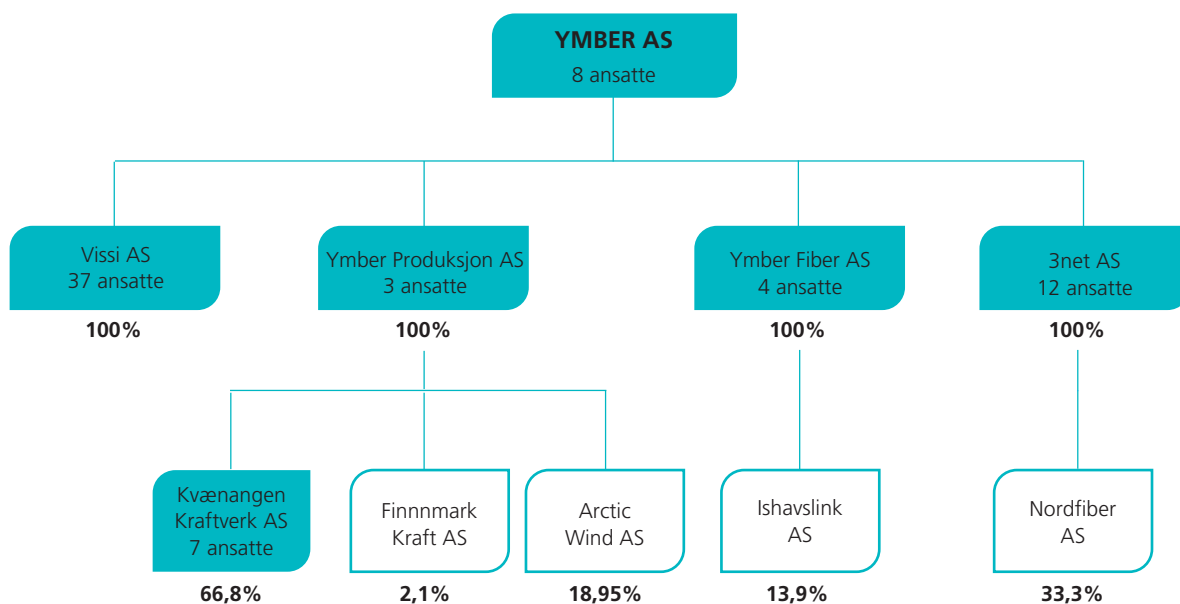 YMBER AS
8 ansatte
Vissi AS
37 ansatte
100%
Ymber Produksjon AS
3 ansatte
100%
Ymber Fiber AS
4 ansatte
100%
3net AS
12 ansatte
100%
Kvænangen
Kraftverk AS
7 ansatte
66,8%
Finnnmark
Kraft AS
2,1%
Arctic
Wind AS
18,95%
Ishavslink
AS
13,9%
Nordfiber
AS
33,3%